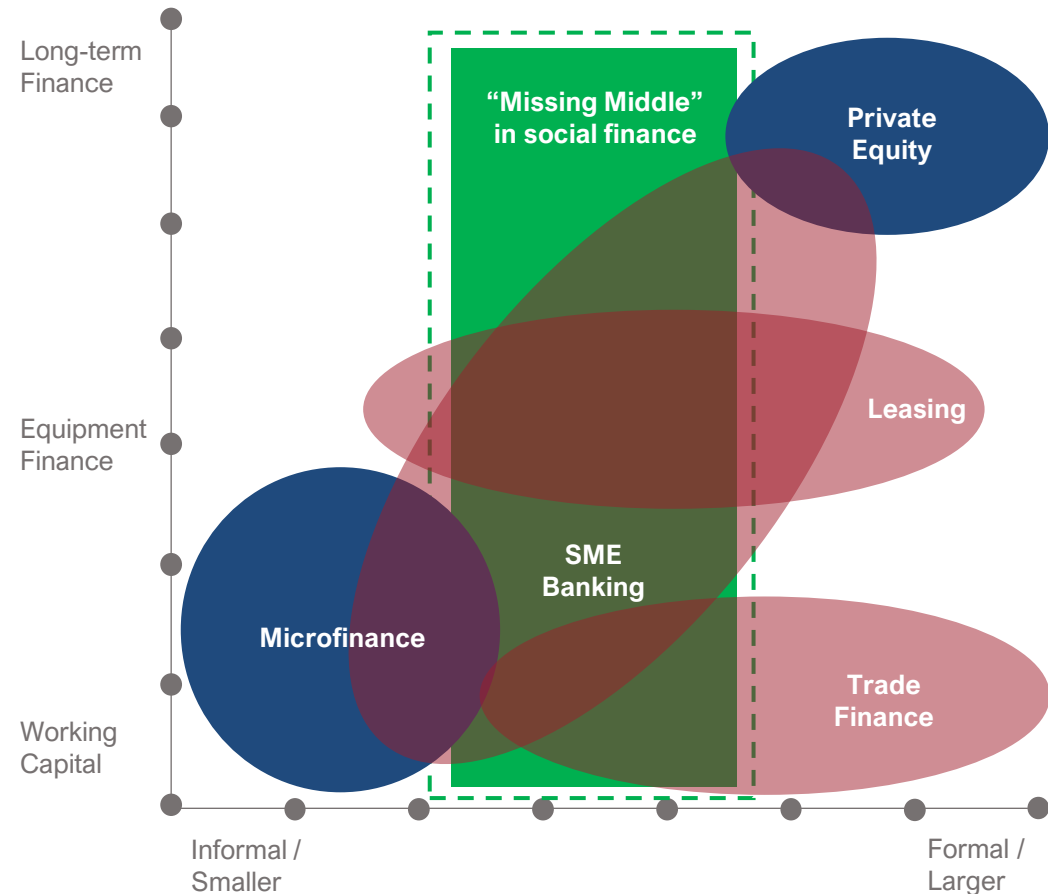 Long-term
Finance
“Missing Middle”
in social finance
Private
Equity
Equipment
Finance
Leasing
SME
Banking
Microfinance
Trade
Finance
Working
Capital
Informal /
Smaller
Formal /
Larger